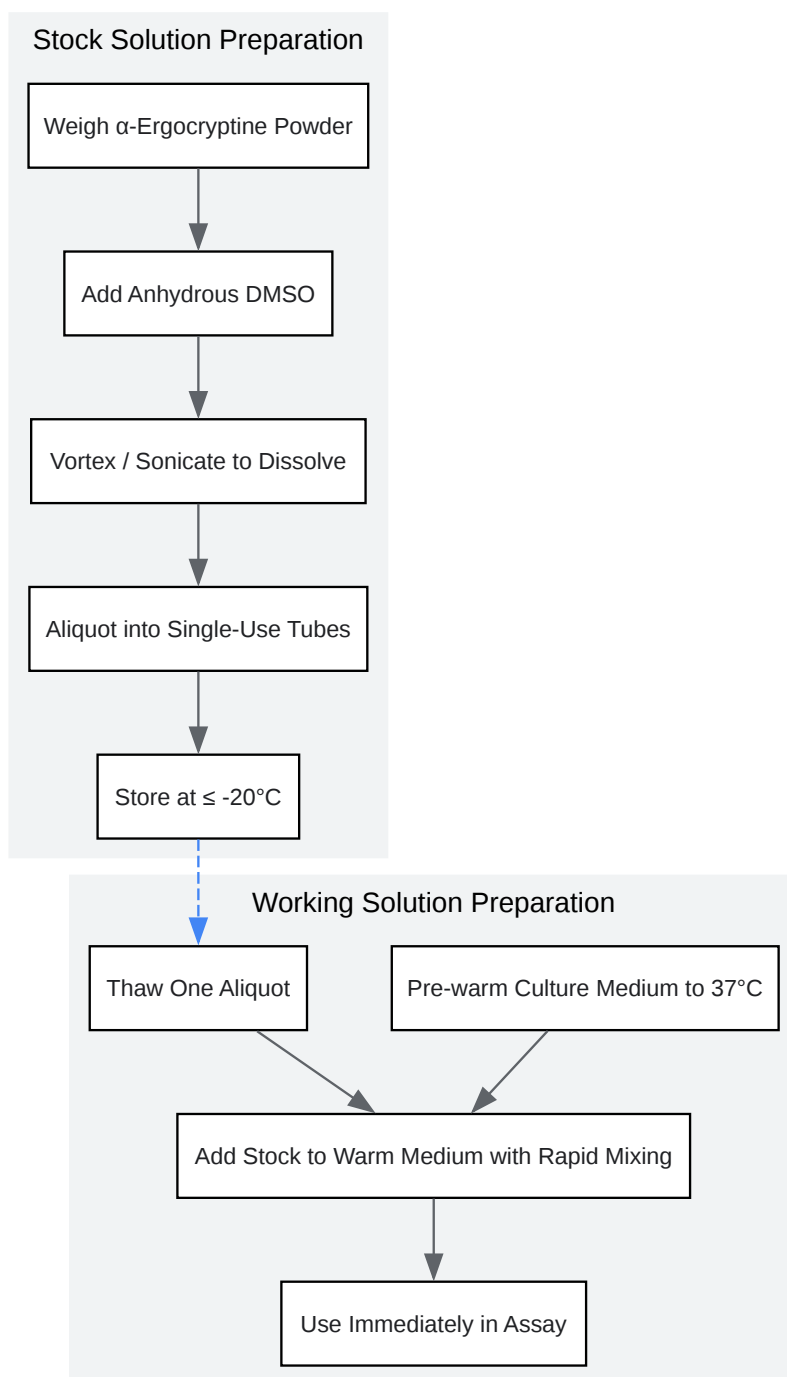 Stock Solution Preparation
Weigh α-Ergocryptine Powder
Add Anhydrous DMSO
Vortex / Sonicate to Dissolve
Aliquot into Single-Use Tubes
Store at ≤ -20°C
Working Solution Preparation
Thaw One Aliquot
Pre-warm Culture Medium to 37°C
Add Stock to Warm Medium with Rapid Mixing
Use Immediately in Assay